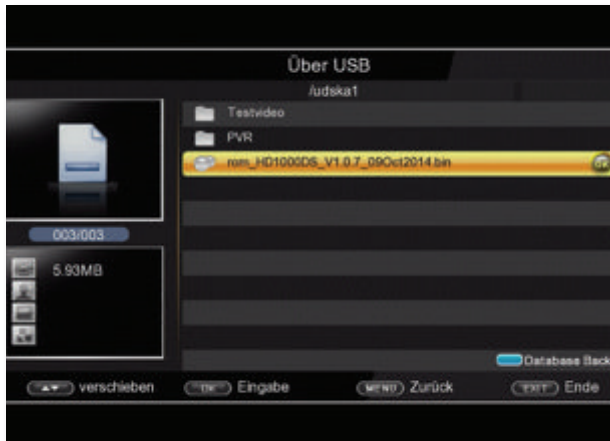 Über USB
/udska1
Testvideo
PVR
rom_HD1000DS_V1.0.7_09Oct2014.bin
003/003
5.93MB
Database Back
verschieben
OK Eingabe
MENU Zurück
EXIT Ende